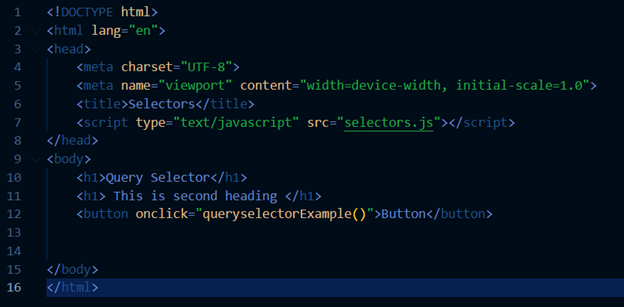 1 <!DOCTYPE html>
2 <html lang="en">
3 <head>
4     <meta charset="UTF-8">
5     <meta name="viewport" content="width=device-width, initial-scale=1.0">
6     <title>Selectors</title>
7     <script type="text/javascript" src="selectors.js"></script>
8 </head>
9 <body>
10     <h1>Query Selector</h1>
11     <h1> This is second heading </h1>
12     <button onclick="queryselectorExample()">Button</button>
13
14
15 </body>
16 </html>